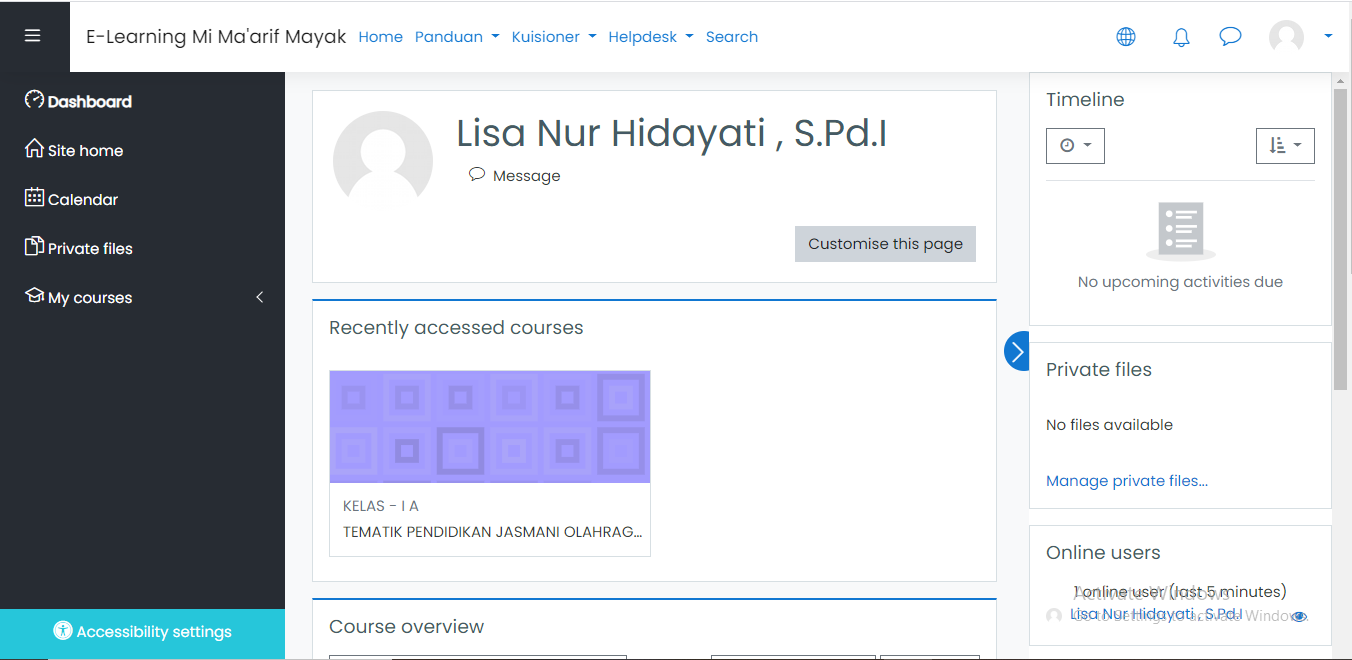 E-Learning Mi Ma'arif Mayak Home Panduan Kuisioner Helpdesk Search
Dashboard
Site home
Calendar
Private files
My courses
Accessibility settings
Lisa Nur Hidayati , S.Pd.I
Message
Customise this page
Recently accessed courses
KELAS - I A
TEMATIK PENDIDIKAN JASMANI OLAHRAG...
Course overview
Timeline
No upcoming activities due
Private files
No files available
Manage private files...
Online users
1 online user (last 5 minutes)
Lisa Nur Hidayati , S.Pd.I
Activate Windows
Go to Settings to activate Windows.